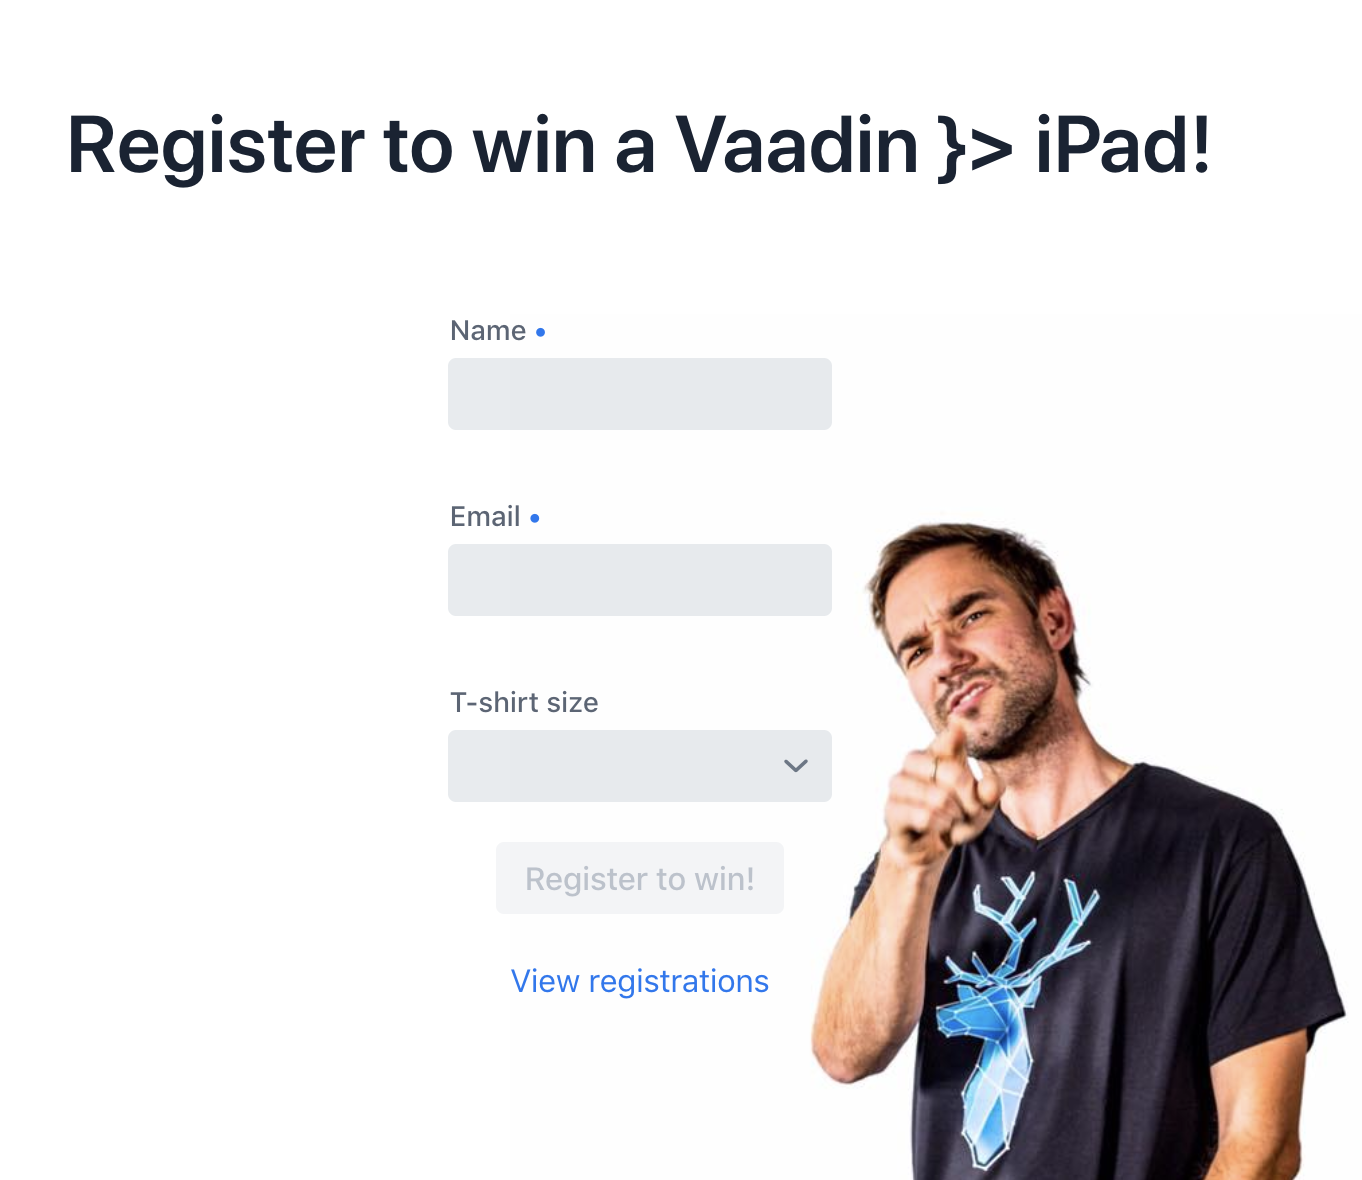 Register to win a Vaadin }> iPad!
Name •
Email •
T-shirt size
Register to win!
View registrations